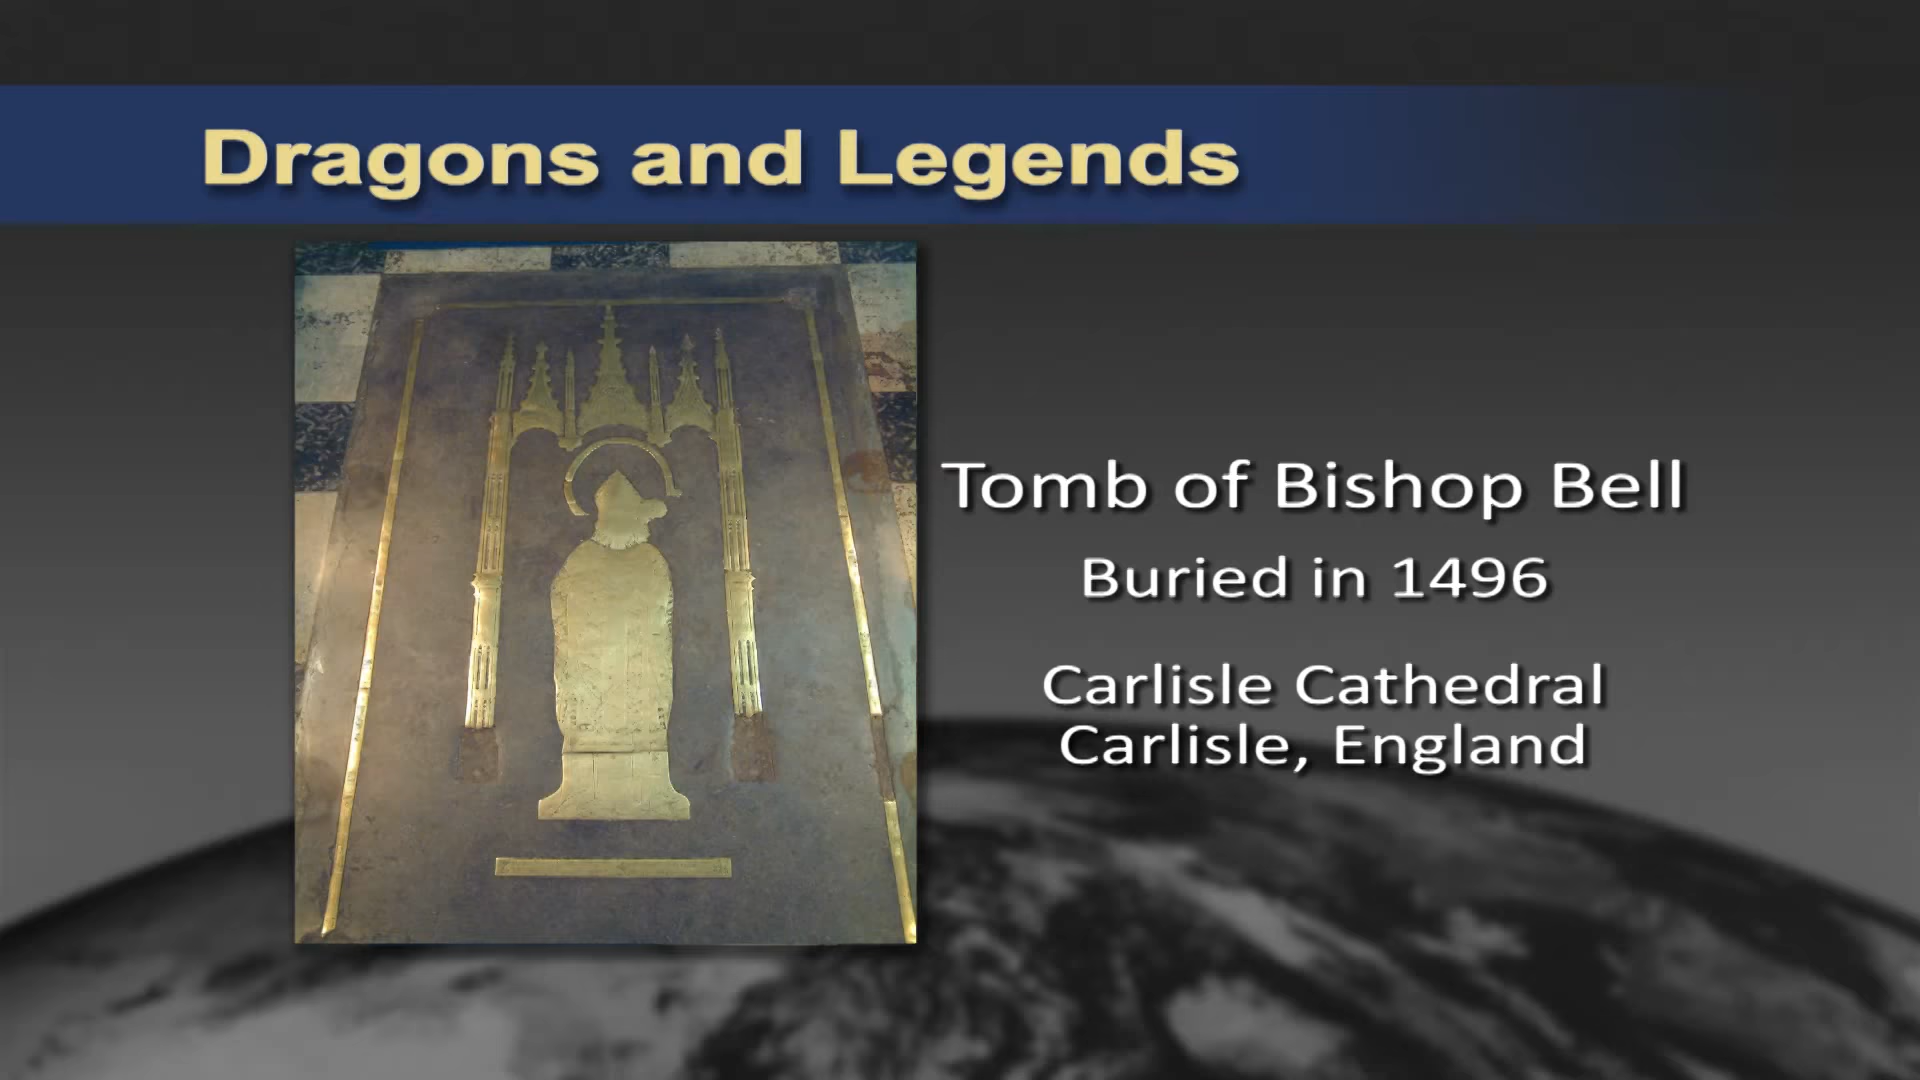 Dragons and Legends
Tomb of Bishop Bell
Buried in 1496
Carlisle Cathedral
Carlisle, England